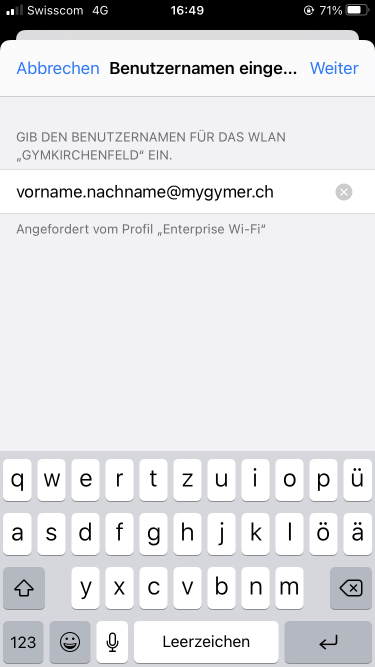 Swisscom 4G 16:49 71%
Abbrechen Benutzernamen einge... Weiter
GIB DEN BENUTZERNAMEN FÜR DAS WLAN
„GYMKIRCHENFELD“ EIN.
vorname.nachname@mygymer.ch
Angefordert vom Profil „Enterprise Wi-Fi“
q w e r t z u i o p ü
a s d f g h j k l ö ä
y x c v b n m
123 Leerzeichen